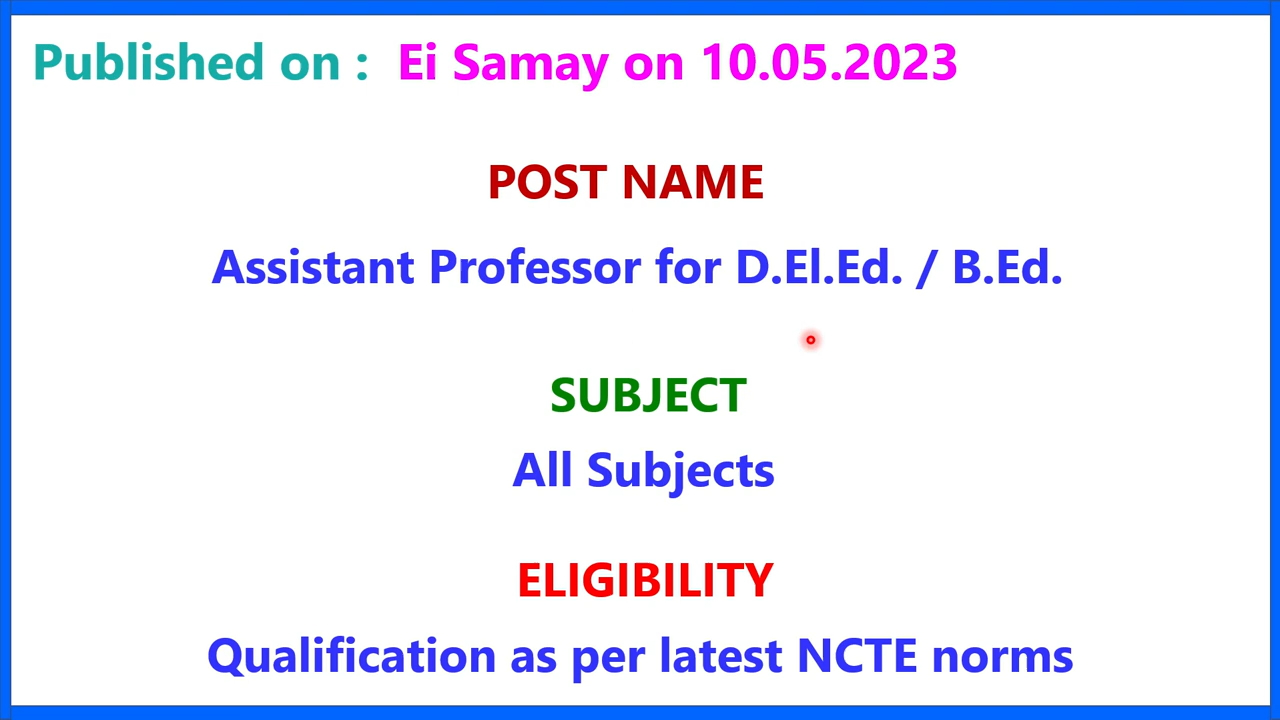 Published on : Ei Samay on 10.05.2023
POST NAME
Assistant Professor for D.El.Ed. / B.Ed.
SUBJECT
All Subjects
ELIGIBILITY
Qualification as per latest NCTE norms